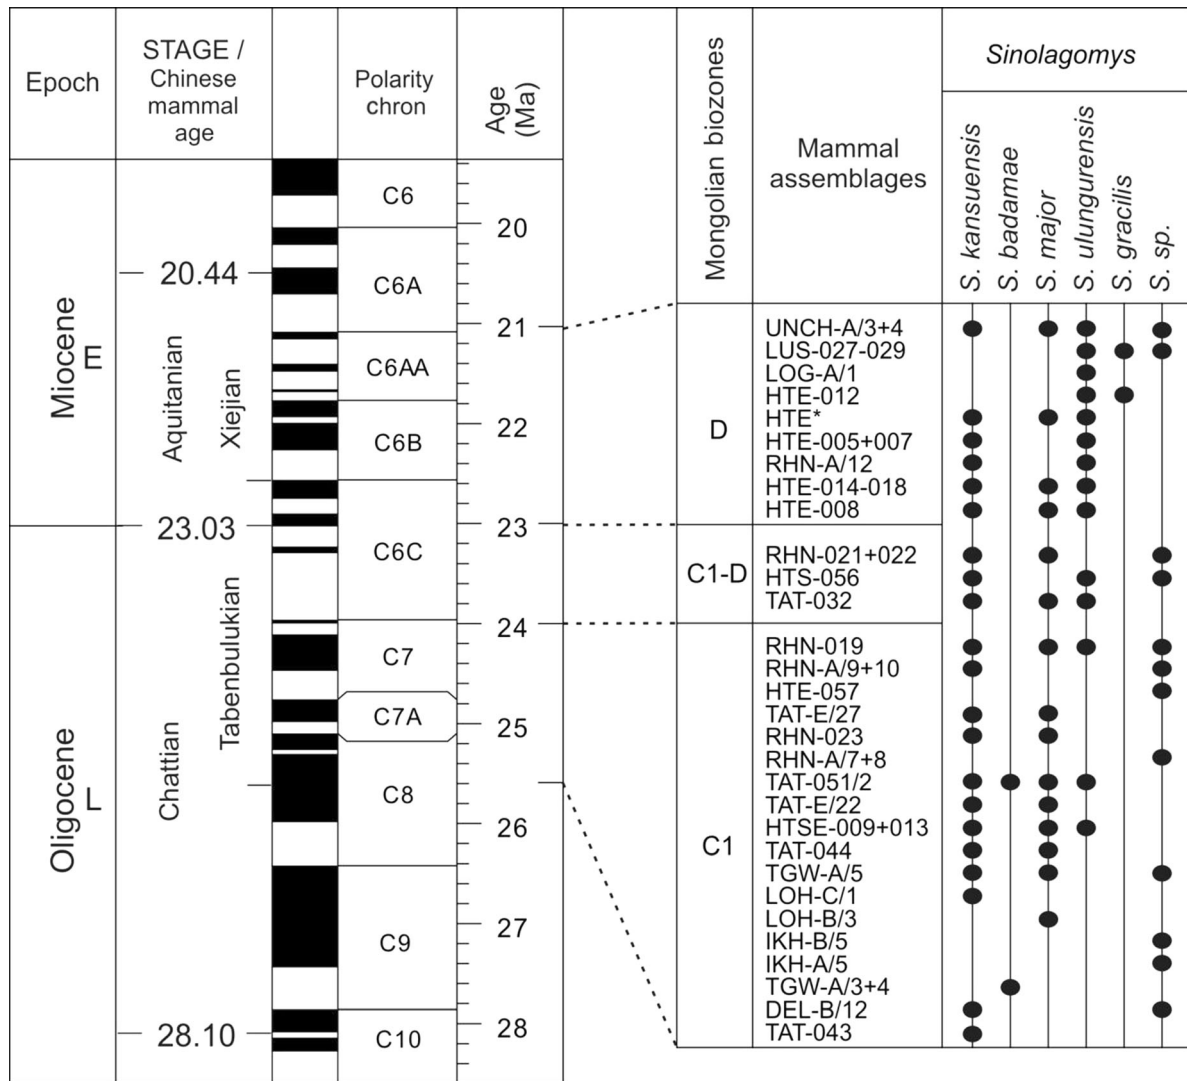 Epoch
STAGE /
Chinese
mammal
age
Polarity
chron
Age
(Ma)
Mongolian biozones
Mammal
assemblages
Sinolagomys
S. kansuensis
S. badamae
S. major
S. ulungurensis
S. gracilis
S. sp.
Miocene
E
Oligocene
L
20.44
Aquitanian
Xiejian
23.03
Tabenbulukian
Chattian
28.10
C6
C6A
C6AA
C6B
C6C
C7
C7A
C8
C9
C10
20
21
22
23
24
25
26
27
28
D
UNCH-A/3+4
LUS-027-029
LOG-A/1
HTE-012
HTE*
HTE-005+007
RHN-A/12
HTE-014-018
HTE-008
C1-D
RHN-021+022
HTS-056
TAT-032
C1
RHN-019
RHN-A/9+10
HTE-057
TAT-E/27
RHN-023
RHN-A/7+8
TAT-051/2
TAT-E/22
HTSE-009+013
TAT-044
TGW-A/5
LOH-C/1
LOH-B/3
IKH-B/5
IKH-A/5
TGW-A/3+4
DEL-B/12
TAT-043